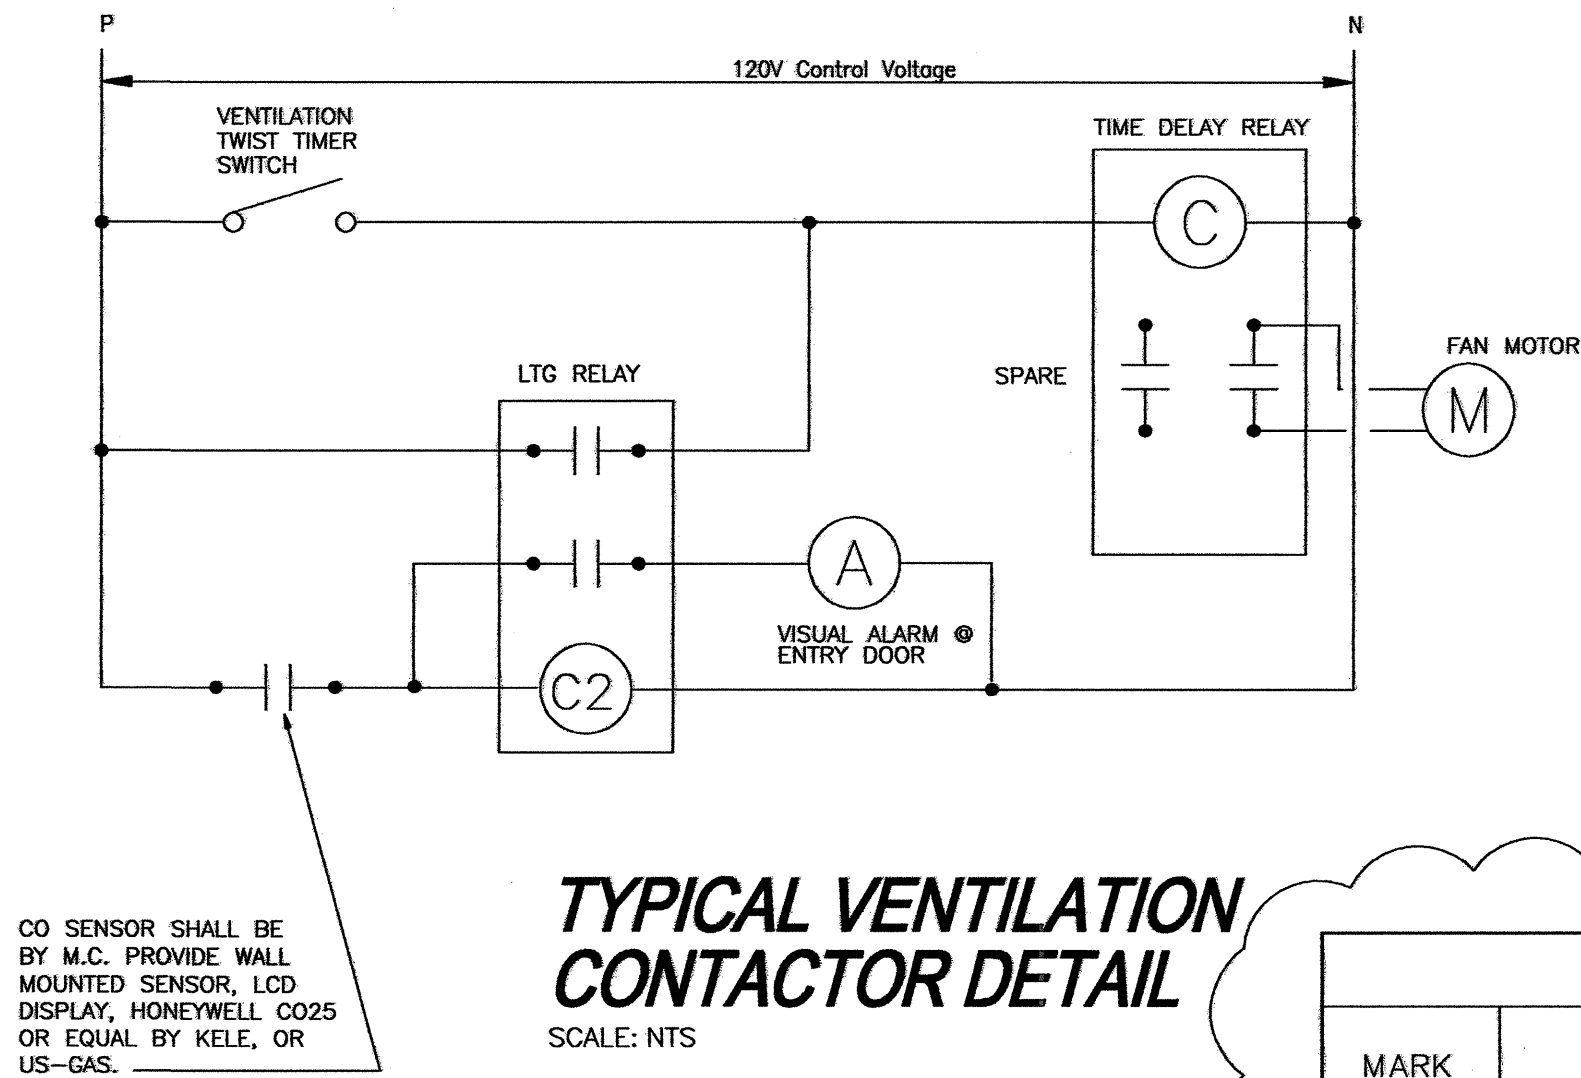 P
N
120V Control Voltage
VENTILATION
TWIST TIMER
SWITCH
TIME DELAY RELAY
C
FAN MOTOR
SPARE
M
LTG RELAY
A
VISUAL ALARM @
ENTRY DOOR
C2
CO SENSOR SHALL BE
BY M.C. PROVIDE WALL
MOUNTED SENSOR, LCD
DISPLAY, HONEYWELL CO25
OR EQUAL BY KELE, OR
US-GAS.
TYPICAL VENTILATION
CONTACTOR DETAIL
SCALE: NTS
MARK